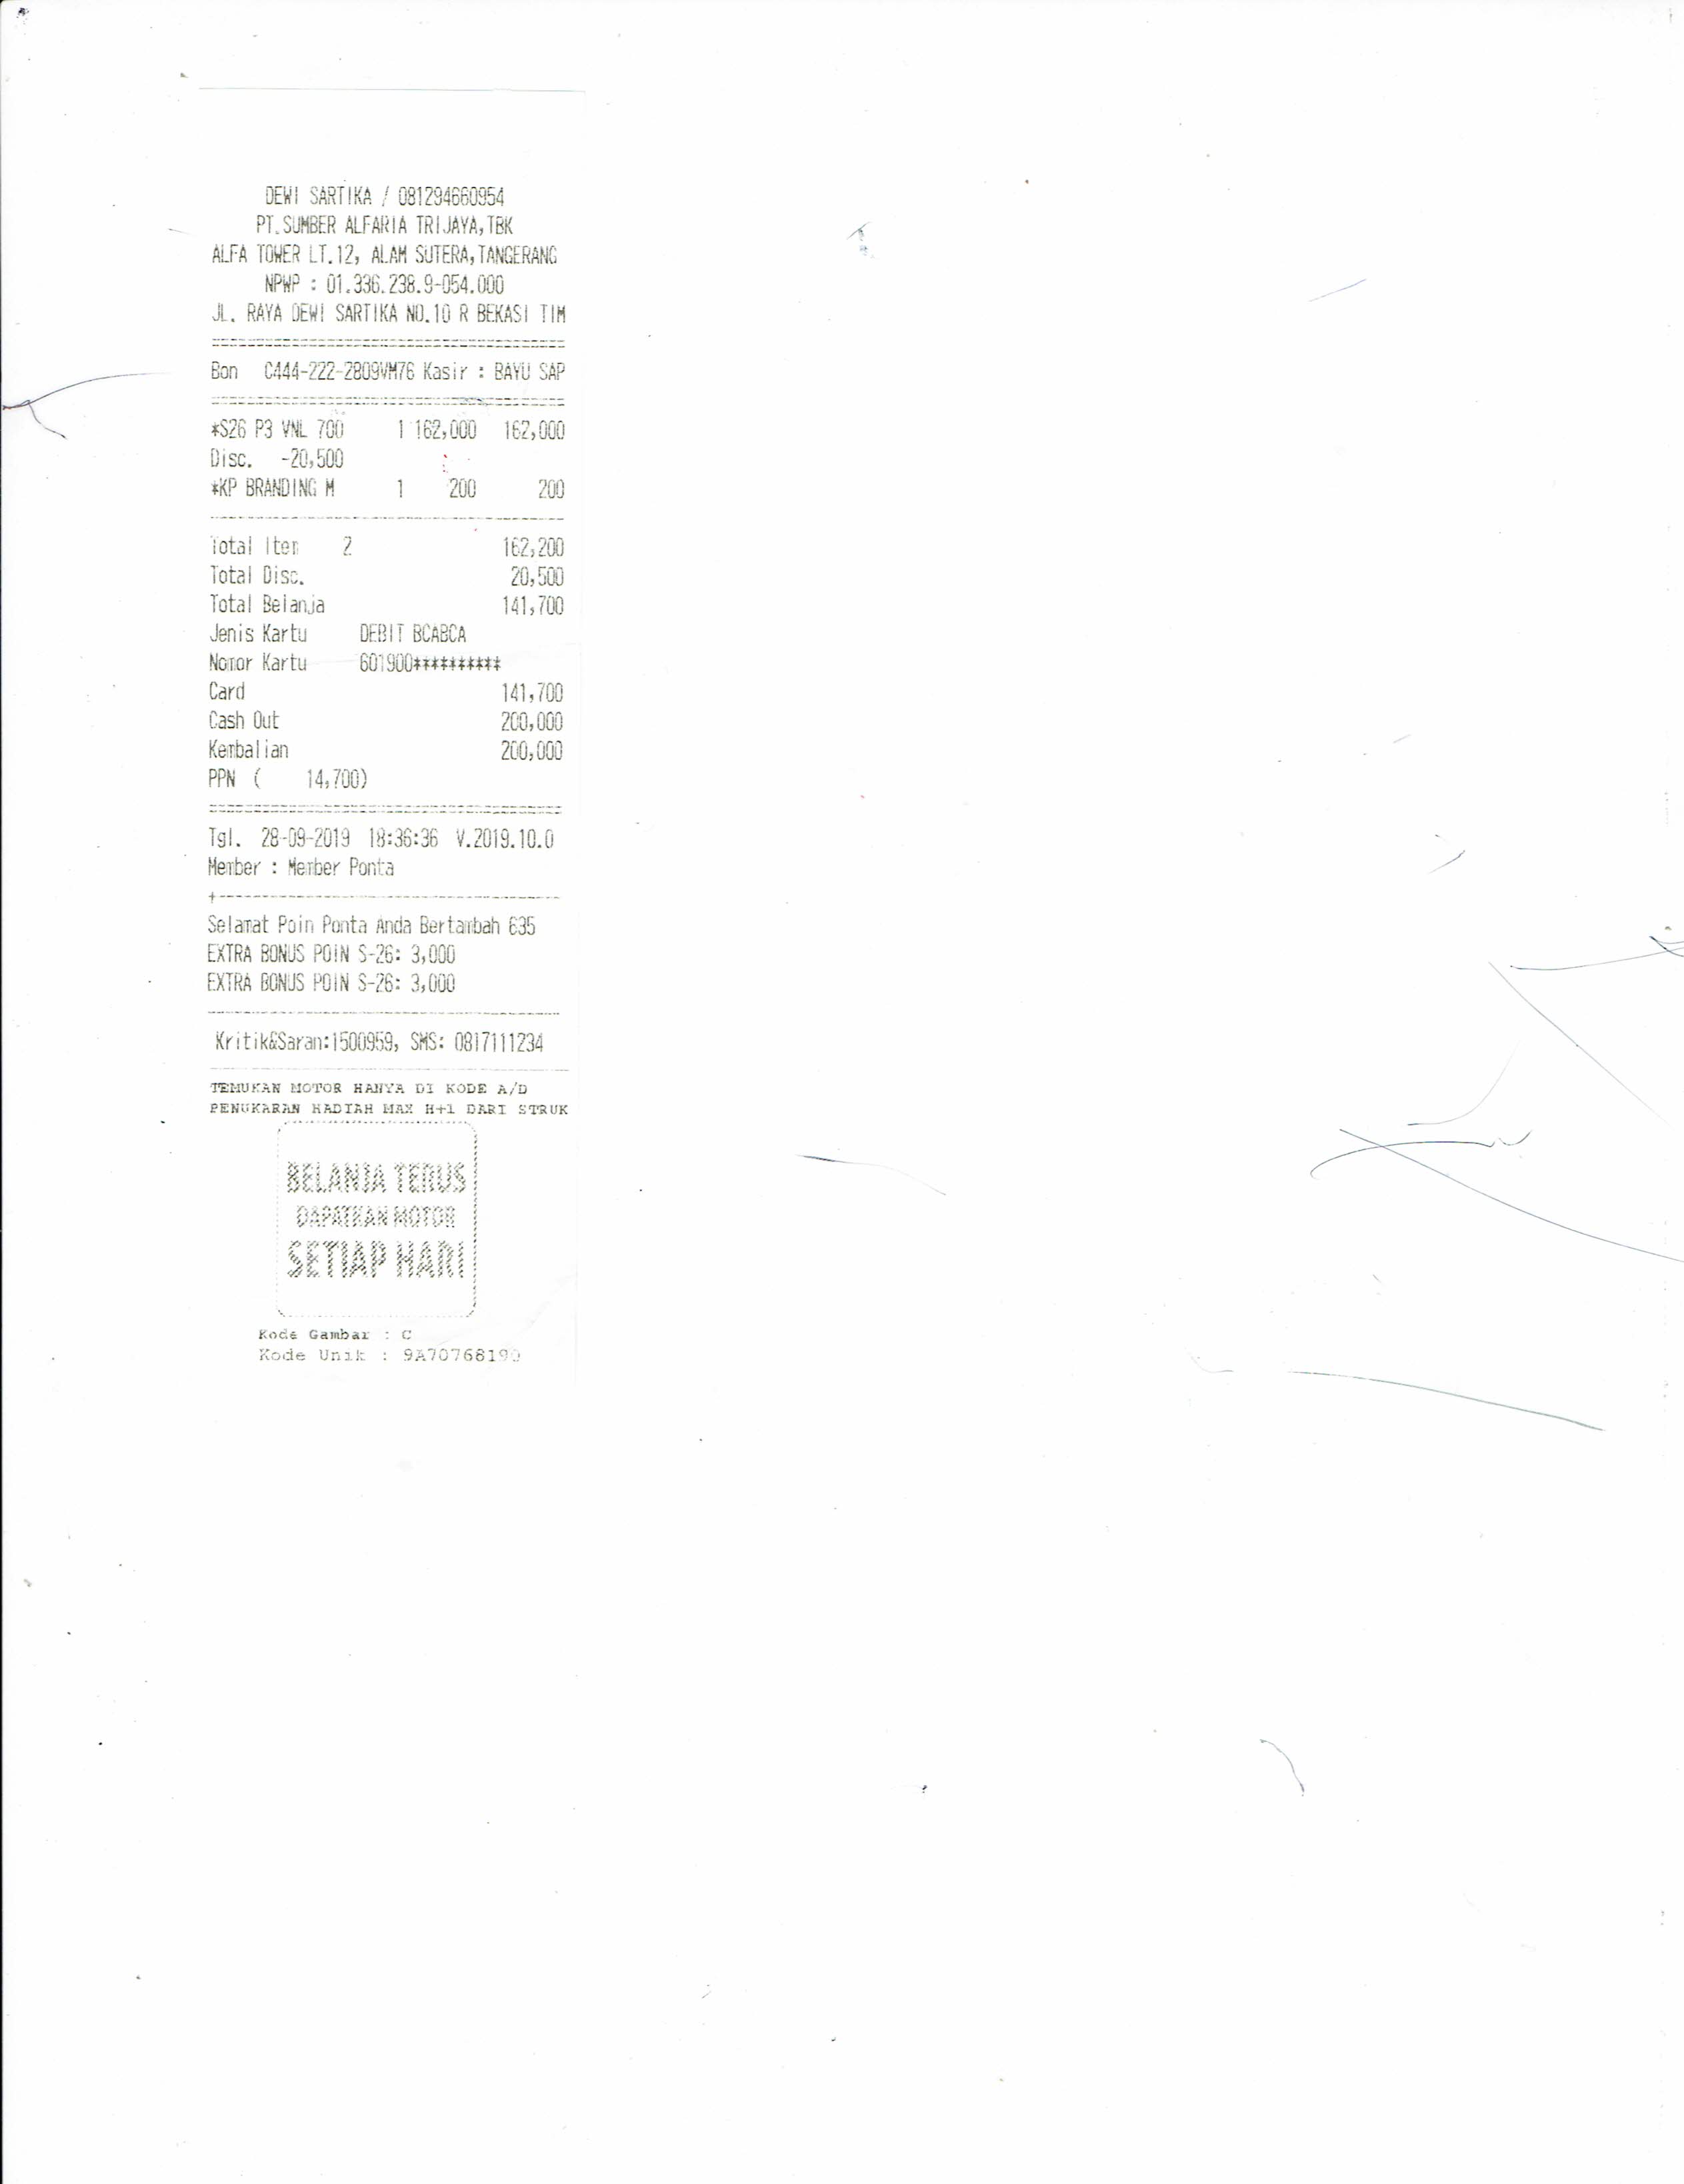 DEWI SARTIKA / 081294660954
PT.SUMBER ALFARIA TRIJAYA,TBK
ALFA TOWER LT.12, ALAM SUTERA,TANGERANG
NPWP : 01.336.238.9-054.000
JL. RAYA DEWI SARTIKA NO.10 R BEKASI TIM
Bon C444-222-2809VM76 Kasir : BAYU SAP
*S26 P3 VNL 700 1 162,000 162,000
Disc. -20,500
*KP BRANDING M 1 200 200
Total Item 2 162,200
Total Disc. 20,500
Total Belanja 141,700
Jenis Kartu DEBIT BCABCA
Nomor Kartu 601900**********
Card 141,700
Cash Out 200,000
Kembalian 200,000
PPN ( 14,700)
Tgl. 28-09-2019 18:36:36 V.2019.10.0
Member : Member Ponta
Selamat Poin Ponta Anda Bertambah 635
EXTRA BONUS POIN S-26: 3,000
EXTRA BONUS POIN S-26: 3,000
Kritik&Saran:1500959, SMS: 0817111234
TEMUKAN MOTOR HANYA DI KODE A/D
PENUKARAN HADIAH MAX H+1 DARI STRUK
BELANJA TERUS
DAPATKAN MOTOR
SETIAP HARI
Kode Gambar : C
Kode Unik : 9A70768190